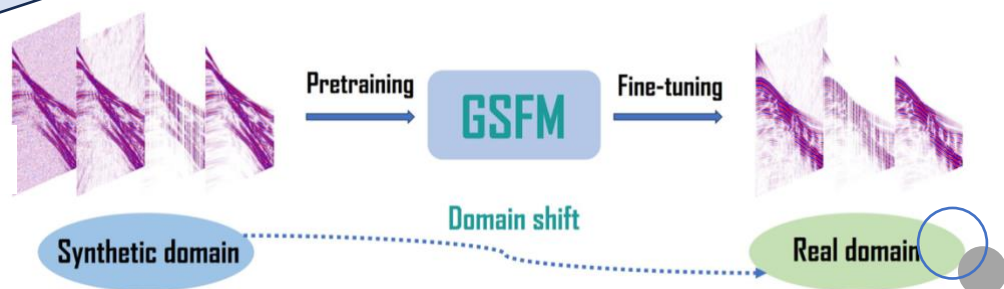 Pretraining
GSFM
Fine-tuning
Domain shift
Synthetic domain
Real domain